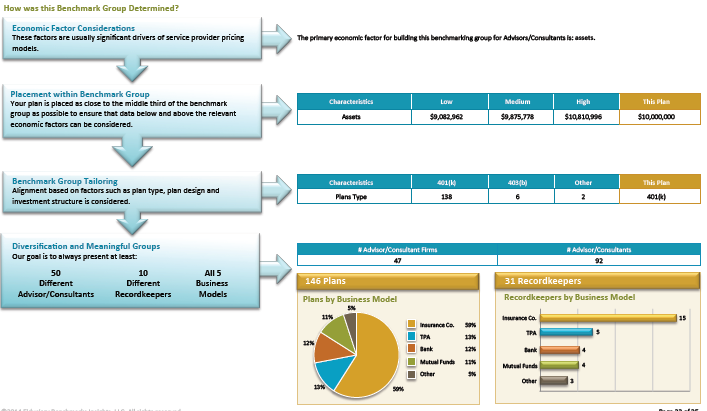 How was this Benchmark Group Determined?
Economic Factor Considerations
These factors are usually significant drivers of service provider pricing
models.
The primary economic factor for building this benchmarking group for Advisors/Consultants is: assets.
Placement within Benchmark Group
Your plan is placed as close to the middle third of the benchmark
group as possible to ensure that data below and above the relevant
economic factors can be considered.
Characteristics Low Medium High This Plan
Assets $9,082,962 $9,875,778 $10,810,996 $10,000,000
Benchmark Group Tailoring
Alignment based on factors such as plan type, plan design and
investment structure is considered.
Characteristics 401(k) 403(b) Other This Plan
Plans Type 138 6 2 401(k)
Diversification and Meaningful Groups
Our goal is to always present at least:
50 10 All 5
Different Different Business
Advisor/Consultants Recordkeepers Models
# Advisor/Consultant Firms # Advisor/Consultants
47 92
146 Plans
Plans by Business Model
5%
11%
12%
13%
59%
Insurance Co. 59%
TPA 13%
Bank 12%
Mutual Funds 11%
Other 5%
31 Recordkeepers
Recordkeepers by Business Model
Insurance Co. 15
TPA 5
Bank 4
Mutual Funds 4
Other 3